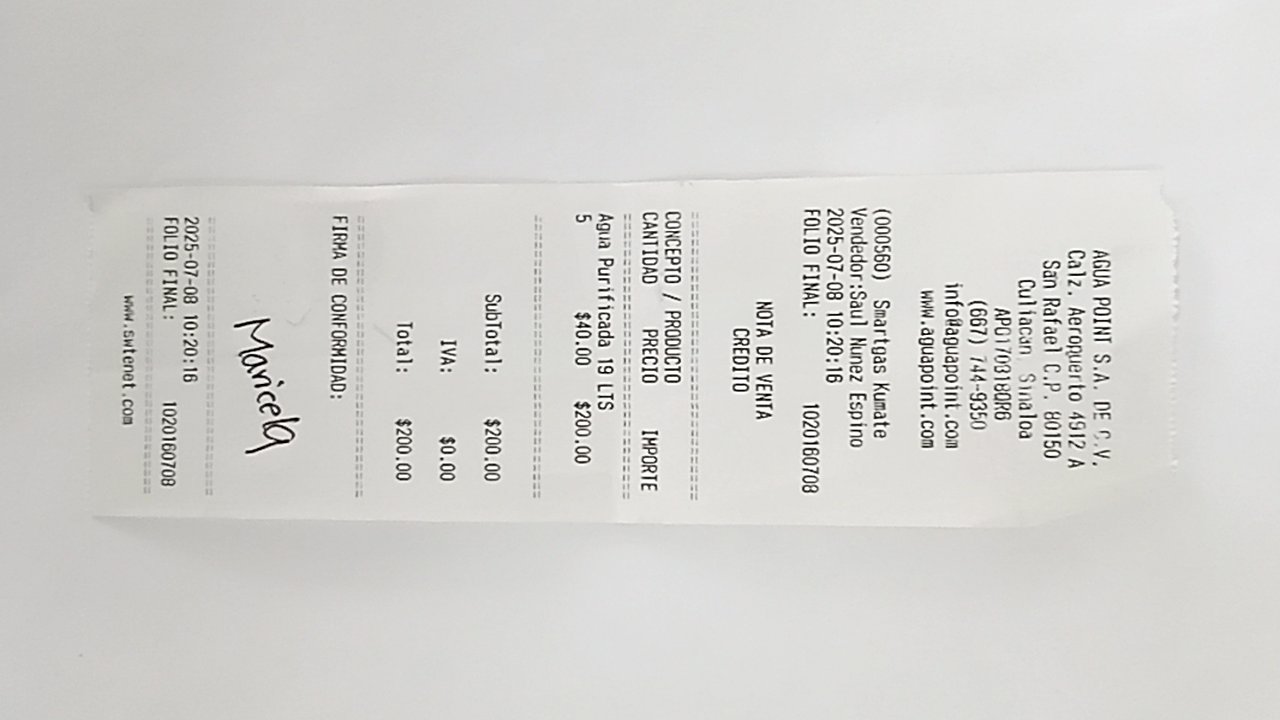 AGUA POINT S.A. DE C.V.
Calz. Aeropuerto 4912 A
San Rafael C.P. 80150
Culiacan, Sinaloa
APO170318QR6
(667) 744-9350
info@aguapoint.com
www.aguapoint.com
(000560) Smartgas Kumate
Vendedor:Saul Nunez Espino
2025-07-08 10:20:16
FOLIO FINAL: 1020160708
NOTA DE VENTA
CREDITO
CONCEPTO / PRODUCTO
CANTIDAD PRECIO IMPORTE
Agua Purificada 19 LTS
5 $40.00 $200.00
SubTotal: $200.00
IVA: $0.00
Total: $200.00
FIRMA DE CONFORMIDAD:
Maricela
2025-07-08 10:20:16
FOLIO FINAL: 1020160708
www.swtenet.com